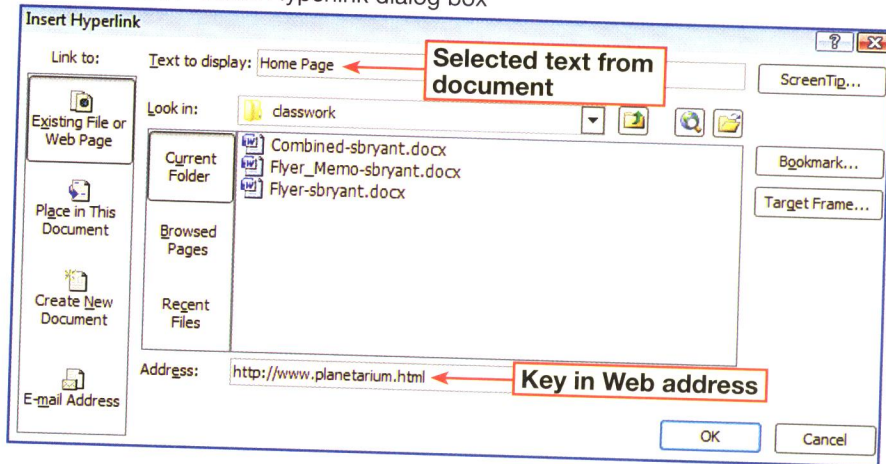 Hyperlink dialog box
Insert Hyperlink
Link to:
Text to display: Home Page
Selected text from
document
ScreenTip...
Look in: classwork
Existing File or
Web Page
Current
Folder
Combined-sbryant.docx
Flyer_Memo-sbryant.docx
Flyer-sbryant.docx
Bookmark...
Target Frame...
Place in This
Document
Browsed
Pages
Create New
Document
Recent
Files
Address: http://www.planetarium.html
Key in Web address
E-mail Address
OK
Cancel